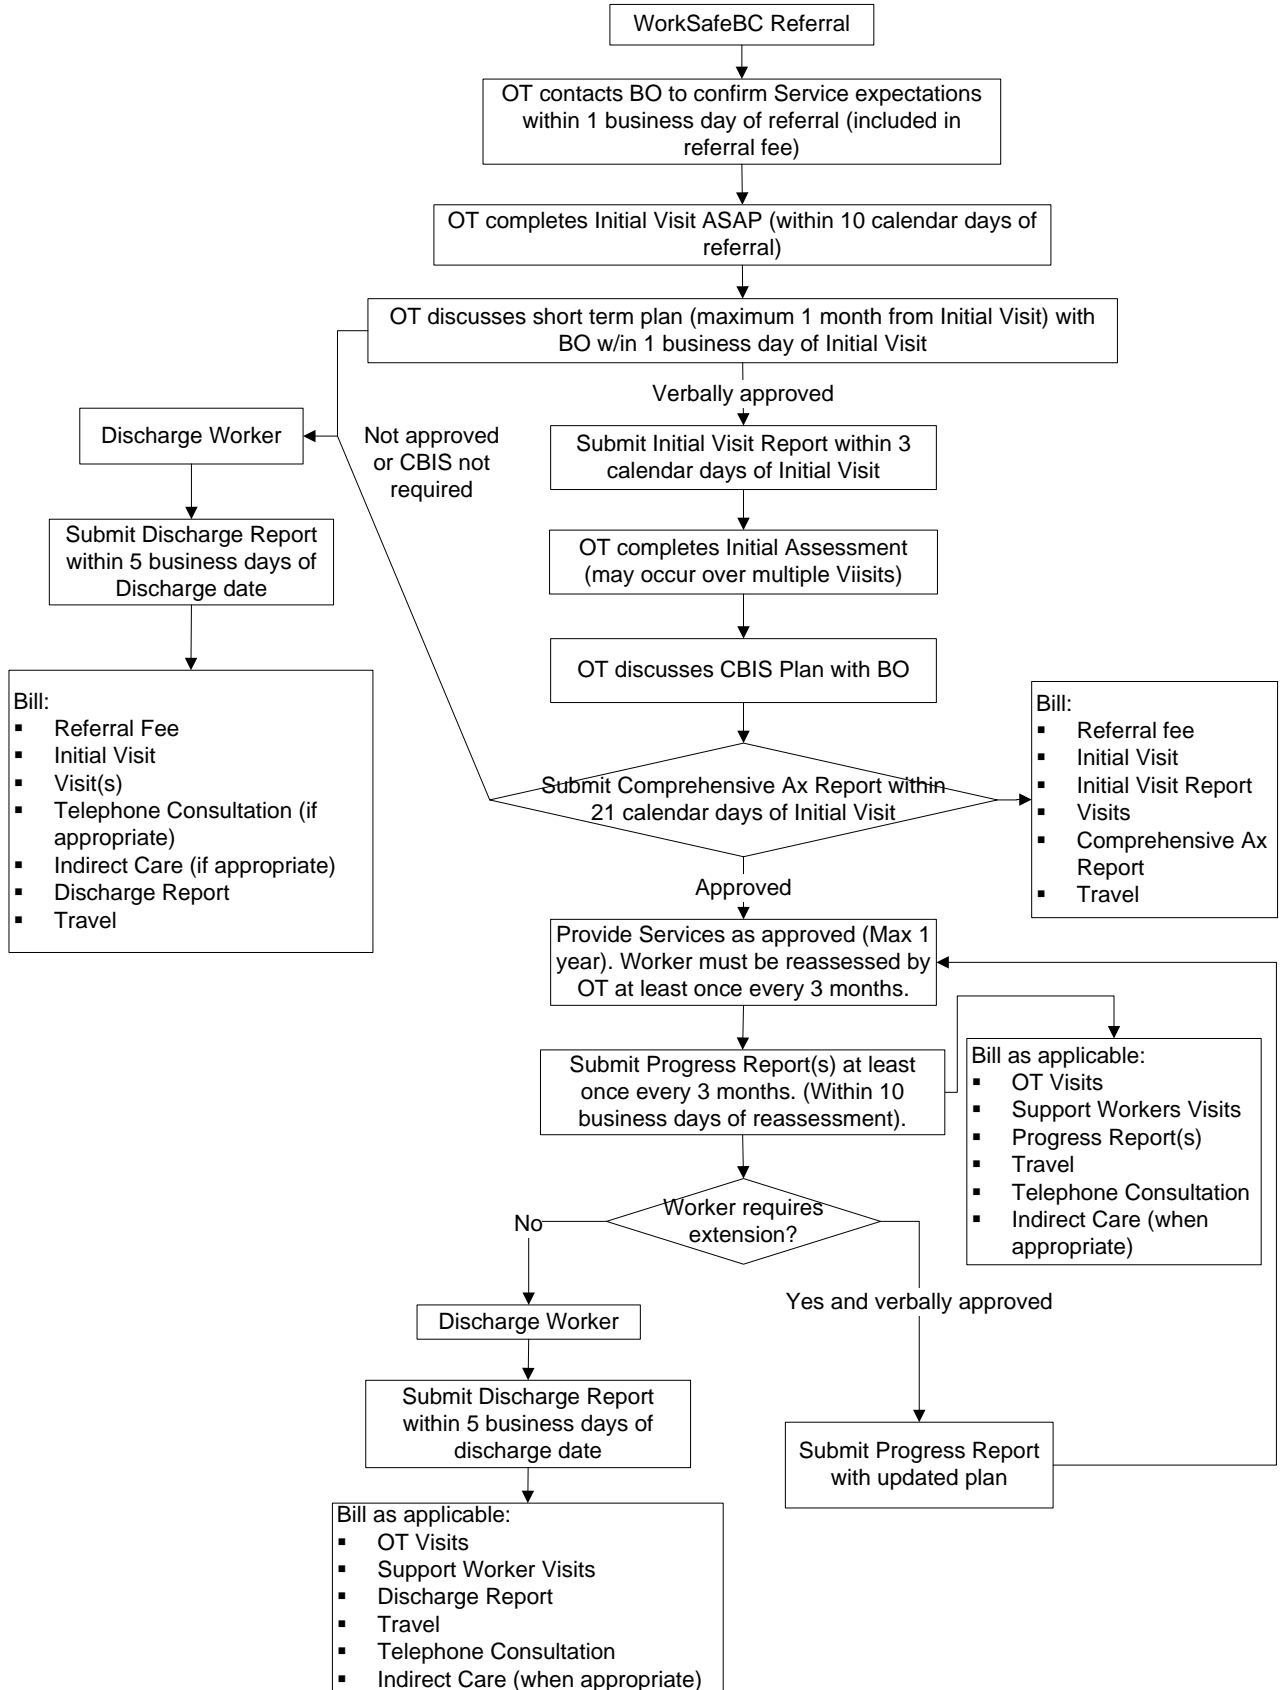 WorkSafeBC Referral
OT contacts BO to confirm Service expectations
within 1 business day of referral (included in
referral fee)
OT completes Initial Visit ASAP (within 10 calendar days of
referral)
OT discusses short term plan (maximum 1 month from Initial Visit) with
BO w/in 1 business day of Initial Visit
Verbally approved
Discharge Worker
Not approved
or CBIS not
required
Submit Initial Visit Report within 3
calendar days of Initial Visit
Submit Discharge Report
within 5 business days of
Discharge date
OT completes Initial Assessment
(may occur over multiple Viisits)
OT discusses CBIS Plan with BO
Bill:
▪ Referral Fee
▪ Initial Visit
▪ Visit(s)
▪ Telephone Consultation (if
appropriate)
▪ Indirect Care (if appropriate)
▪ Discharge Report
▪ Travel
Submit Comprehensive Ax Report within
21 calendar days of Initial Visit
Bill:
▪ Referral fee
▪ Initial Visit
▪ Initial Visit Report
▪ Visits
▪ Comprehensive Ax
Report
▪ Travel
Approved
Provide Services as approved (Max 1
year). Worker must be reassessed by
OT at least once every 3 months.
Submit Progress Report(s) at least
once every 3 months. (Within 10
business days of reassessment).
Bill as applicable:
▪ OT Visits
▪ Support Workers Visits
▪ Progress Report(s)
▪ Travel
▪ Telephone Consultation
▪ Indirect Care (when
appropriate)
Worker requires
extension?
No
Yes and verbally approved
Discharge Worker
Submit Discharge Report
within 5 business days of
discharge date
Submit Progress Report
with updated plan
Bill as applicable:
▪ OT Visits
▪ Support Worker Visits
▪ Discharge Report
▪ Travel
▪ Telephone Consultation
▪ Indirect Care (when appropriate)